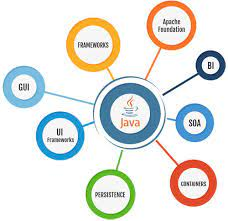 Apache
Foundation
FRAMEWORKS
BI
GUI
Java
SOA
UI
Frameworks
CONTAINERS
PERSISTENCE